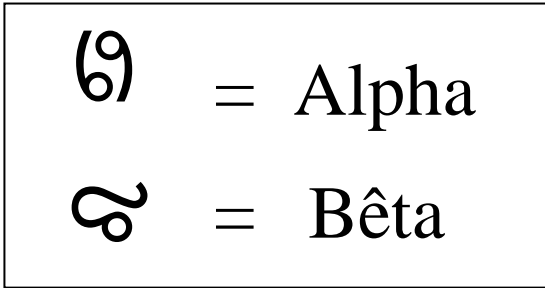 = Alpha
= Bêta